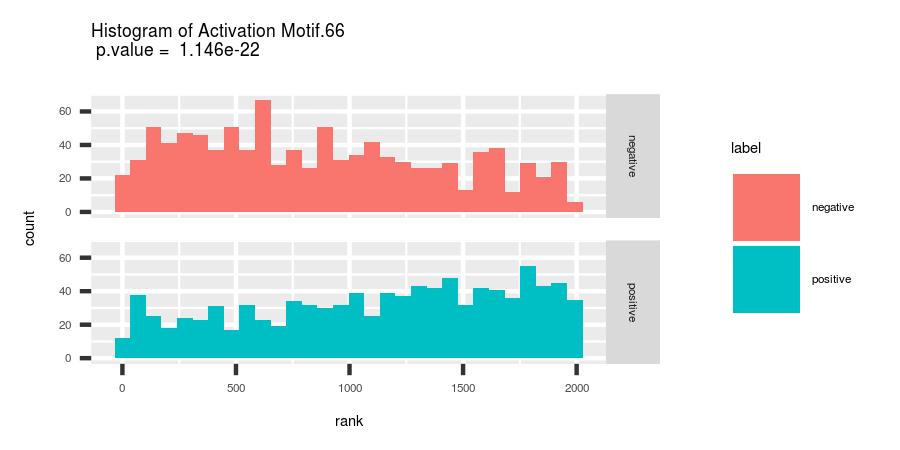 Histogram of Activation Motif.66
p.value = 1.146e-22
count
60
40
20
0
negative
60
40
20
0
positive
0
500
1000
1500
2000
rank
label
negative
positive